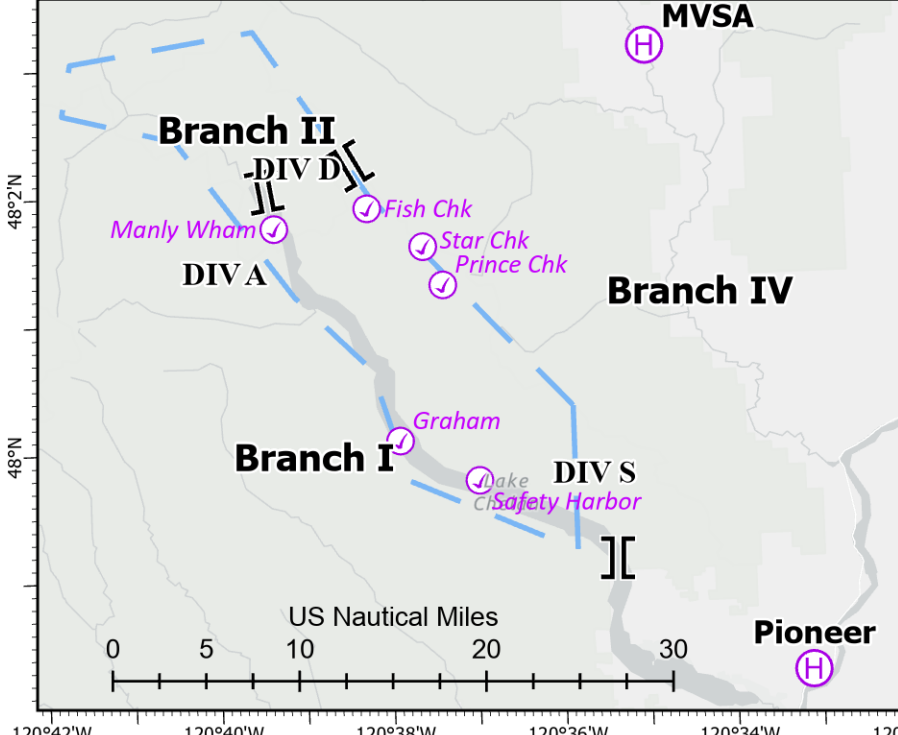 MVSA
H
Branch II
DIV D
48°2'N
Fish Chk
Manly Wham
Star Chk
Prince Chk
DIV A
Branch IV
Graham
48°N
Branch I
DIV S
Lake
Safety Harbor
US Nautical Miles
0 5 10 20 30
Pioneer
H
120°42'W 120°40'W 120°38'W 120°36'W 120°34'W